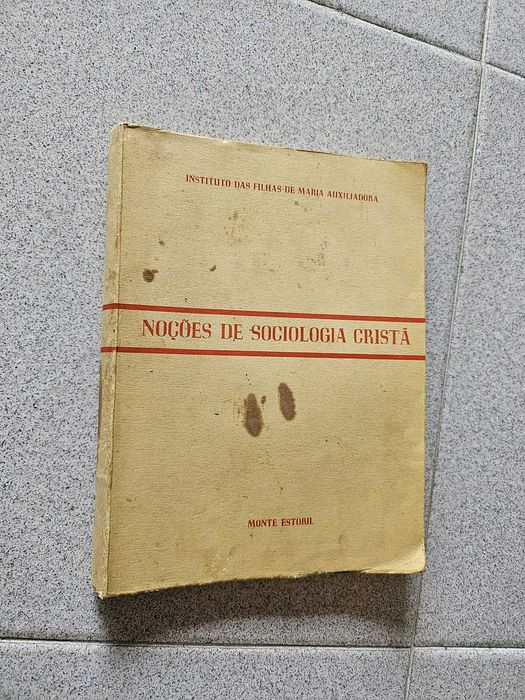 INSTITUTO DAS FILHAS DE MARIA AUXILIADORA
NOÇÕES DE SOCIOLOGIA CRISTÃ
MONTE ESTORIL